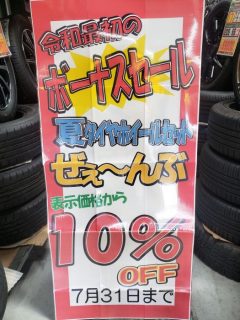 令和最初の
ボーナスセール
夏タイヤホイールセット
ぜぇ〜んぶ
表示価格から
10%
OFF
7月31日まで